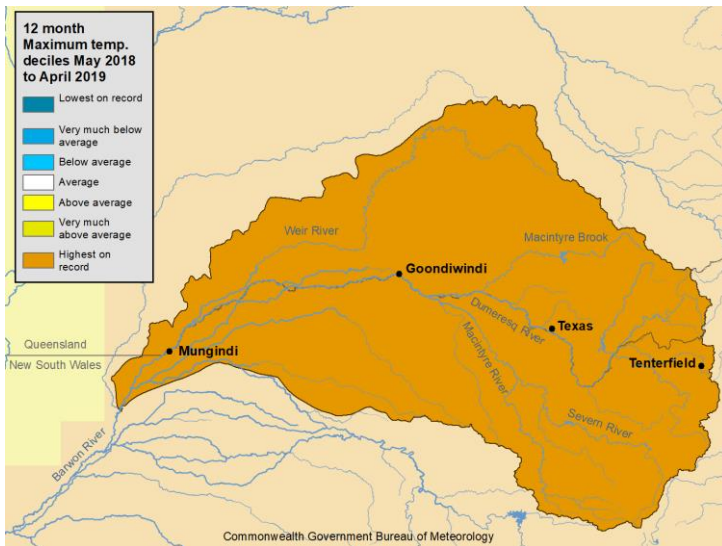 12 month
Maximum temp.
deciles May 2018
to April 2019
Lowest on record
Very much below
average
Below average
Average
Above average
Very much
above average
Highest on
record
Weir River
Macintyre Brook
Goondiwindi
Dumeresq River
Texas
Macintyre River
Queensland
Mungindi
New South Wales
Tenterfield
Severn River
Barwon River
Commonwealth Government Bureau of Meteorology